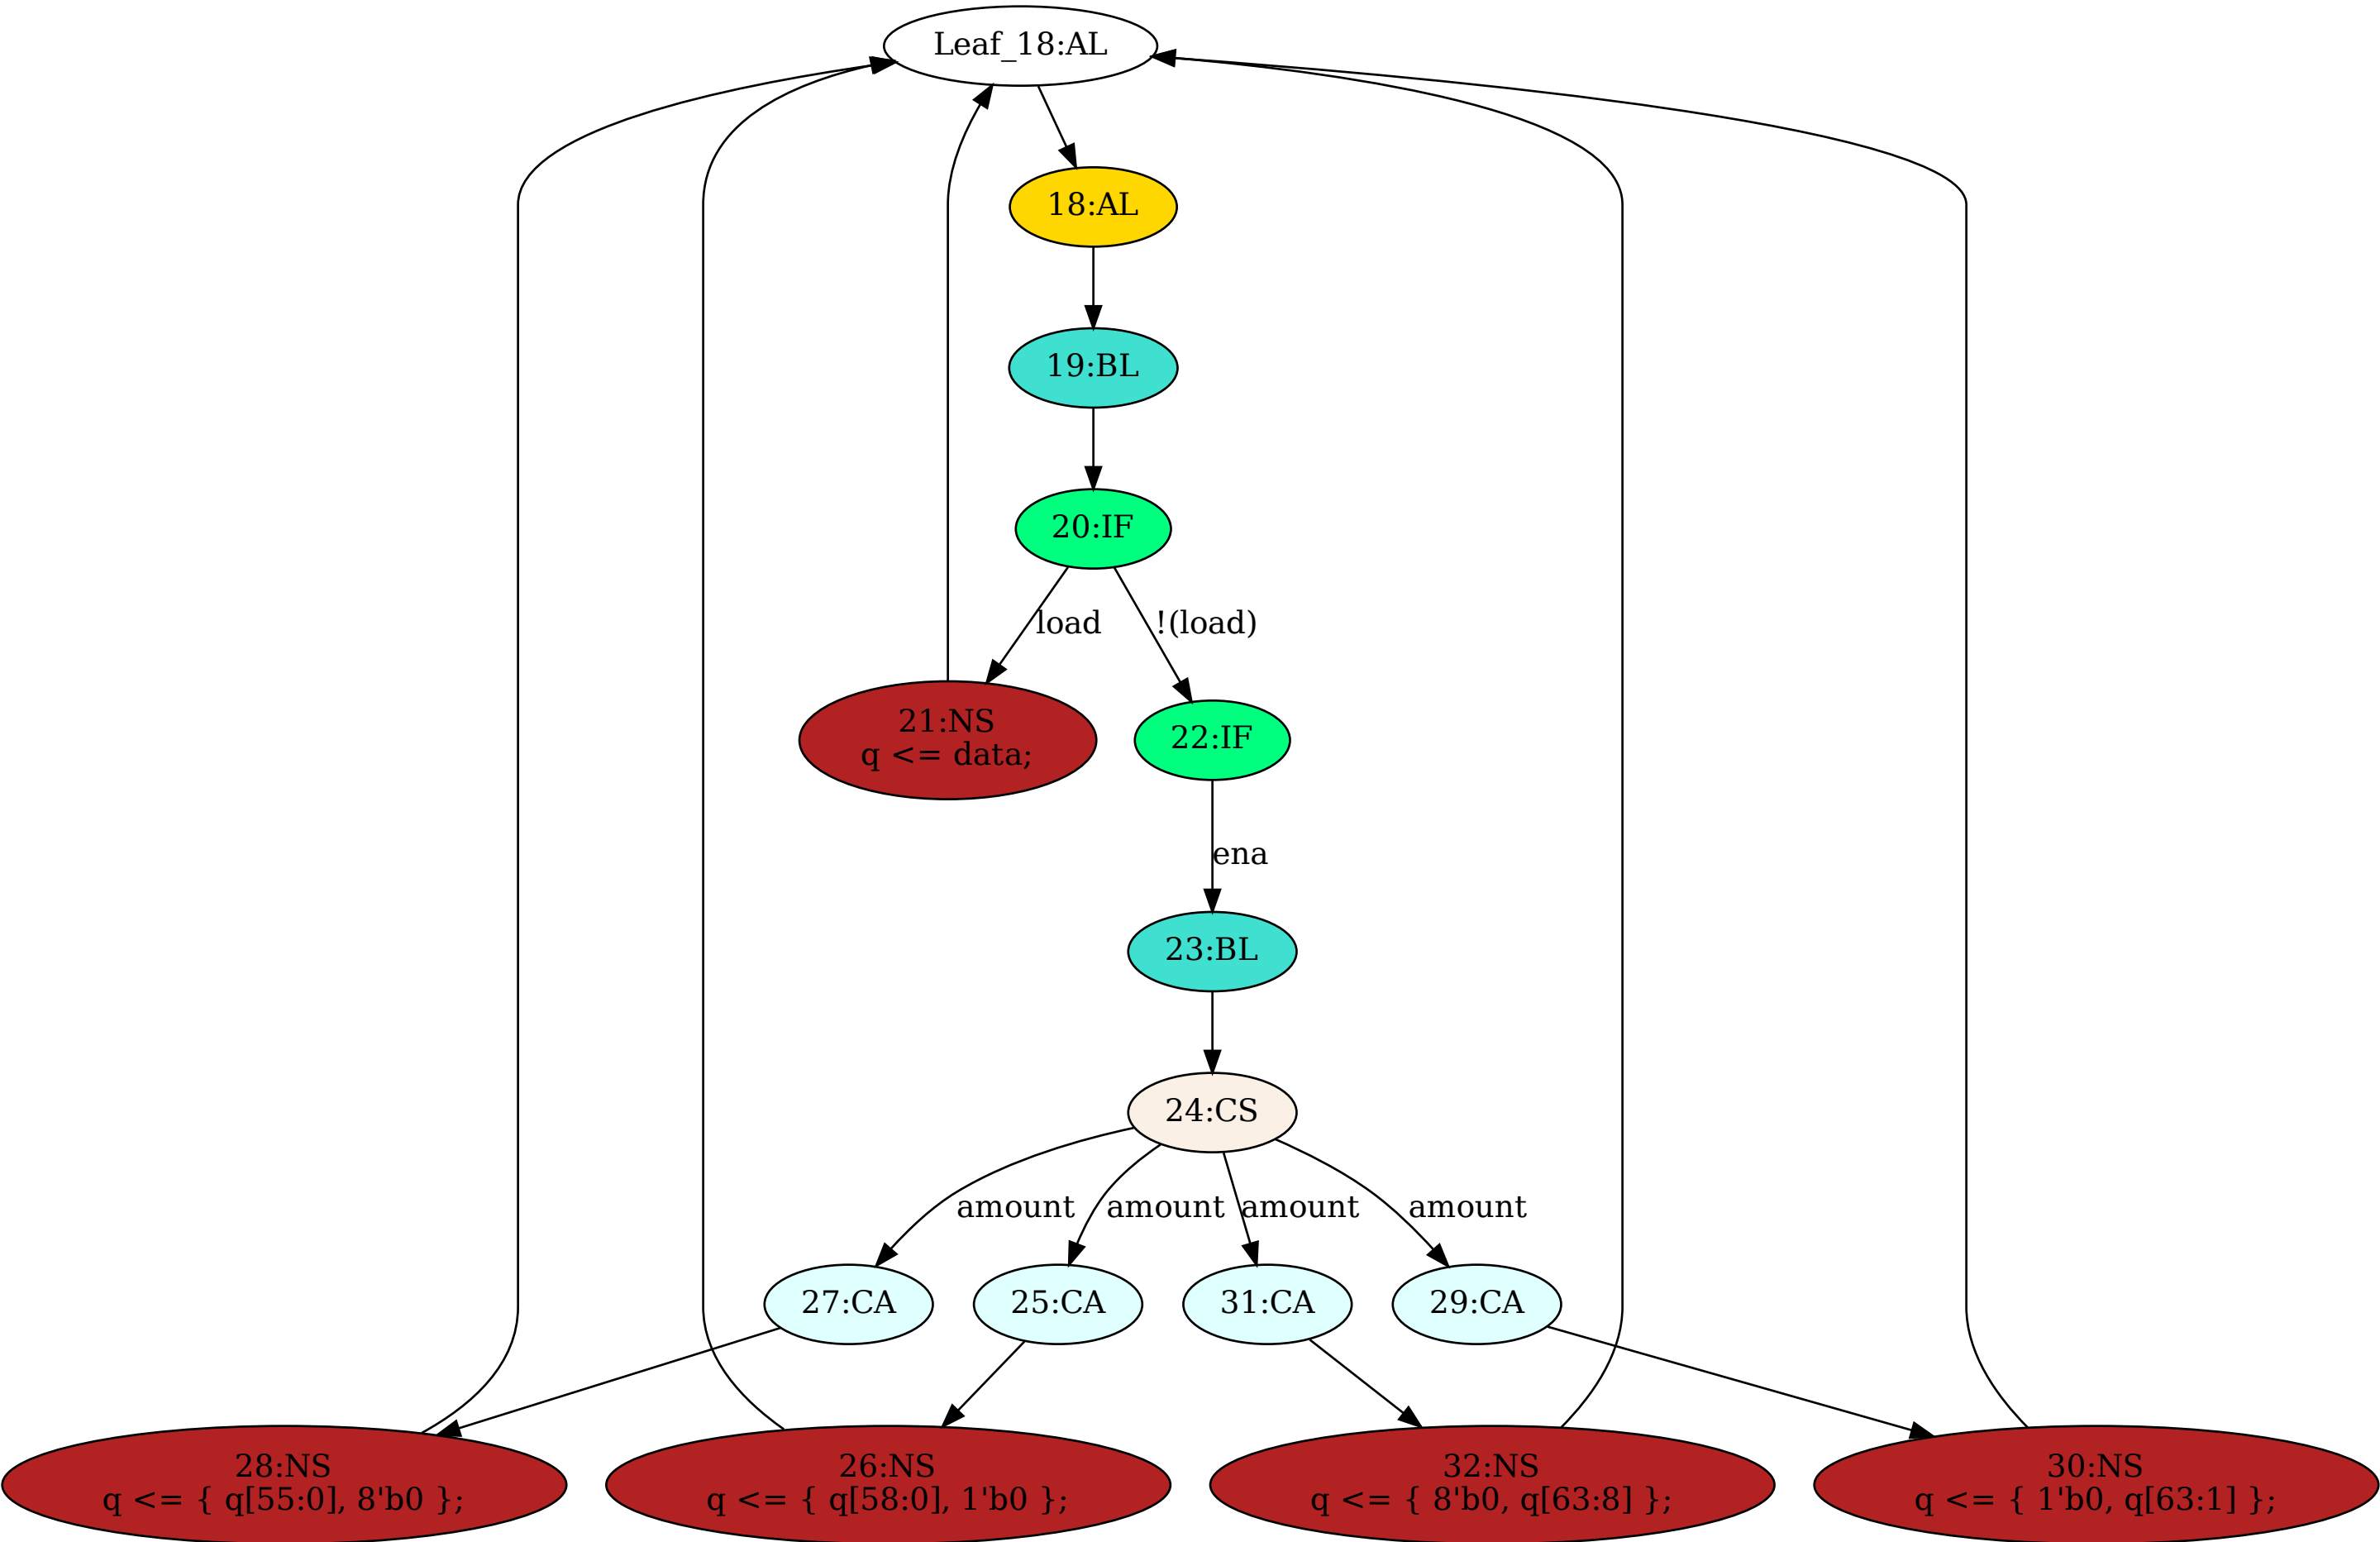 Leaf_18:AL
18:AL
19:BL
20:IF
load
!(load)
21:NS
q <= data;
22:IF
ena
23:BL
24:CS
amount
amount
amount
amount
27:CA
25:CA
31:CA
29:CA
28:NS
q <= { q[55:0], 8'b0 };
26:NS
q <= { q[58:0], 1'b0 };
32:NS
q <= { 8'b0, q[63:8] };
30:NS
q <= { 1'b0, q[63:1] };